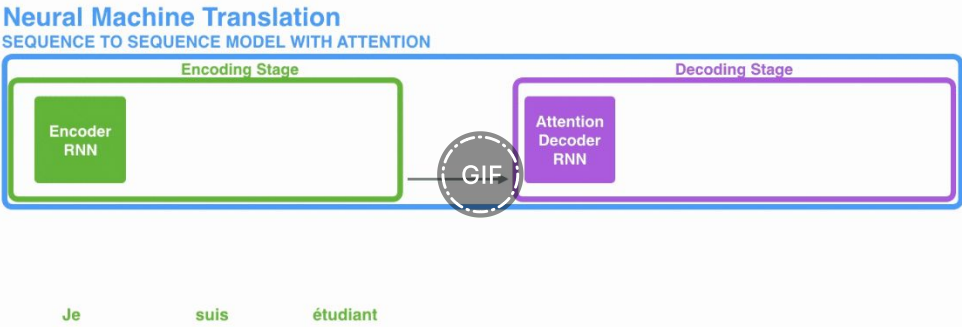 Neural Machine Translation
SEQUENCE TO SEQUENCE MODEL WITH ATTENTION
Encoding Stage
Decoding Stage
Encoder
RNN
GIF
Attention
Decoder
RNN
Je suis étudiant